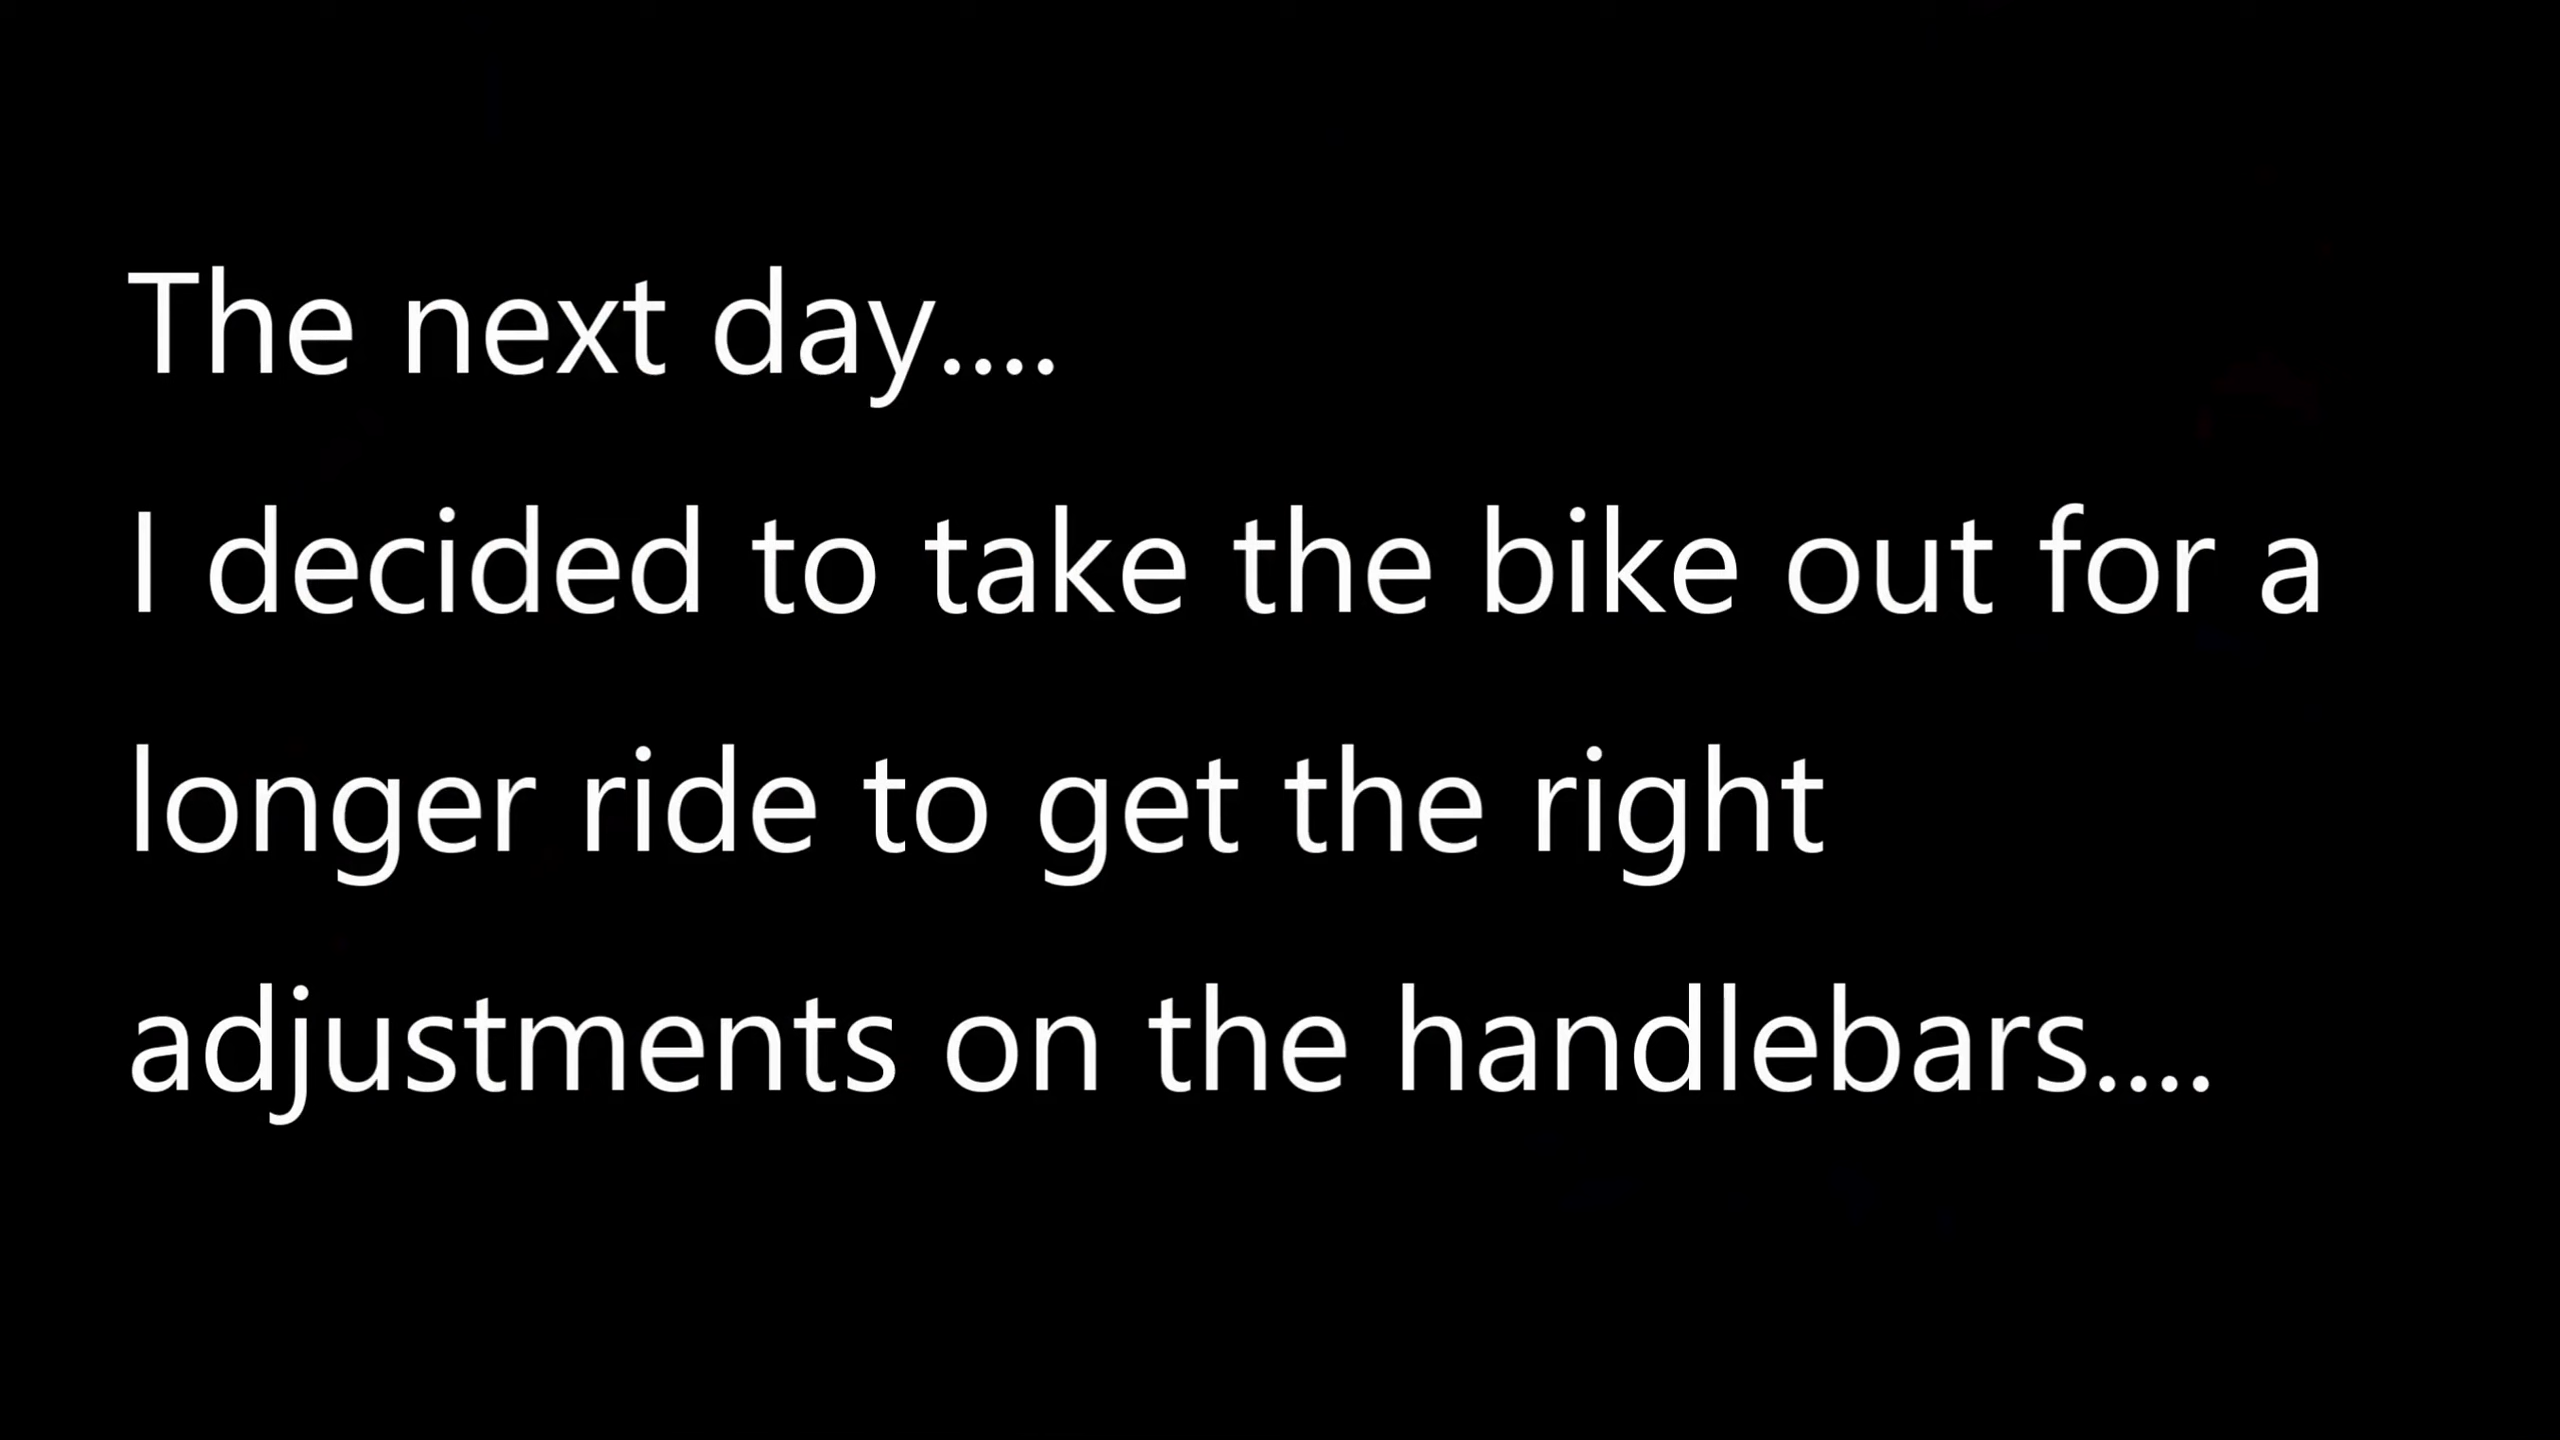 The next day....
I decided to take the bike out for a
longer ride to get the right
adjustments on the handlebars....